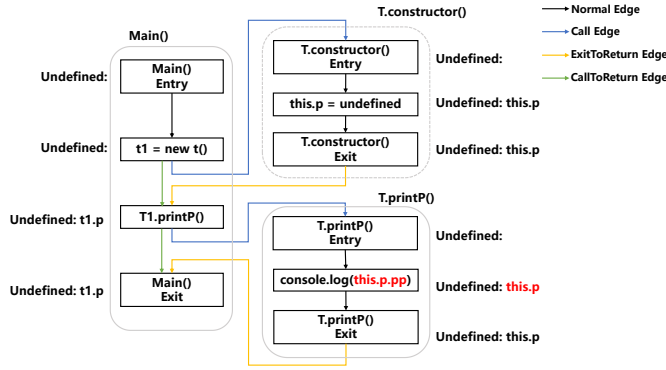 T.constructor()
Normal Edge
Call Edge
ExitToReturn Edge
CallToReturn Edge
Main()
Undefined:
Main()
Entry
T.constructor()
Entry
Undefined:
this.p = undefined
Undefined: this.p
Undefined:
t1 = new t()
T.constructor()
Exit
Undefined: this.p
T.printP()
Undefined: t1.p
T1.printP()
T.printP()
Entry
Undefined:
Undefined: t1.p
Main()
Exit
console.log(this.p.pp)
Undefined: this.p
T.printP()
Exit
Undefined: this.p